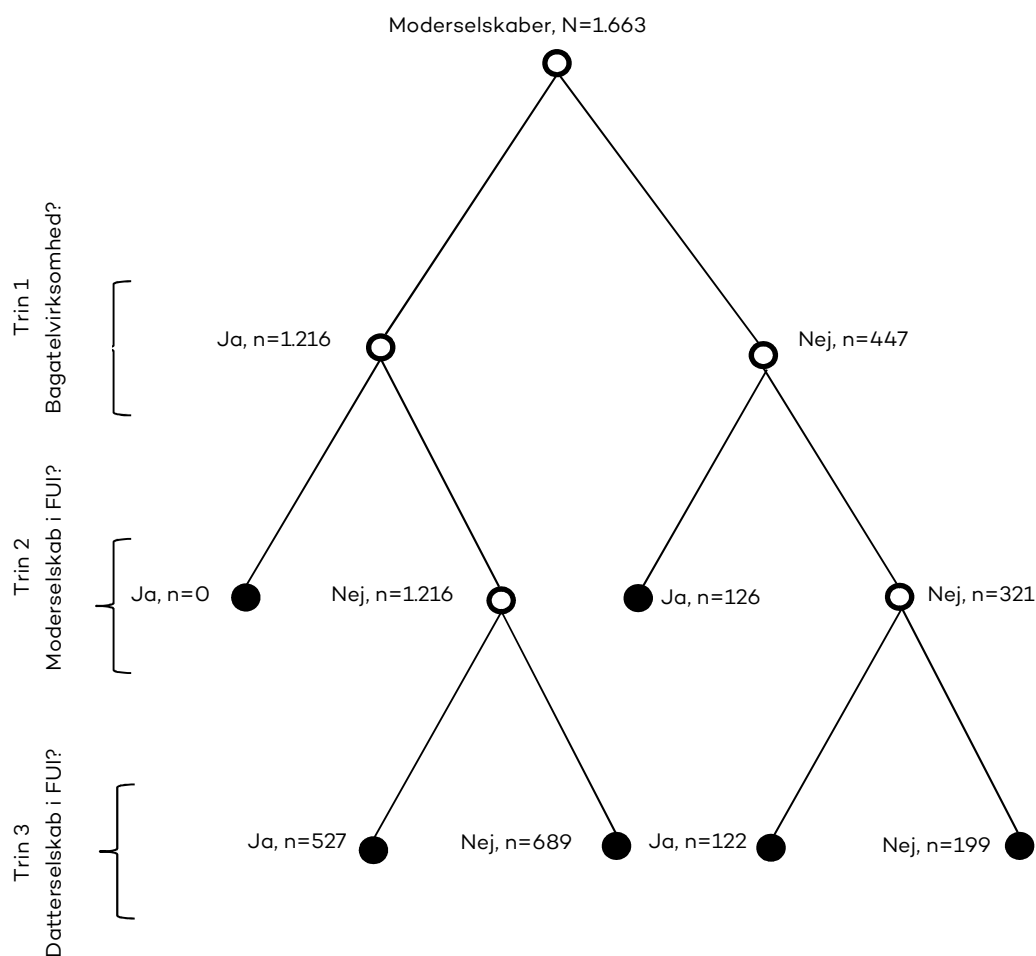 Moderselskaber, N=1.663
Trin 1
Bagatelvirksomhed?
Ja, n=1.216
Nej, n=447
Trin 2
Moderselskab i FUI?
Ja, n=0
Nej, n=1.216
Ja, n=126
Nej, n=321
Trin 3
Datterselskab i FUI?
Ja, n=527
Nej, n=689
Ja, n=122
Nej, n=199